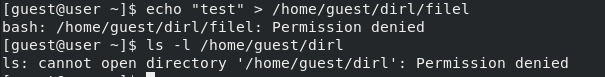 [guest@user ~]$ echo "test" > /home/guest/dirl/filel
bash: /home/guest/dirl/filel: Permission denied
[guest@user ~]$ ls -l /home/guest/dirl
ls: cannot open directory '/home/guest/dirl': Permission denied
[guest@user ~]$